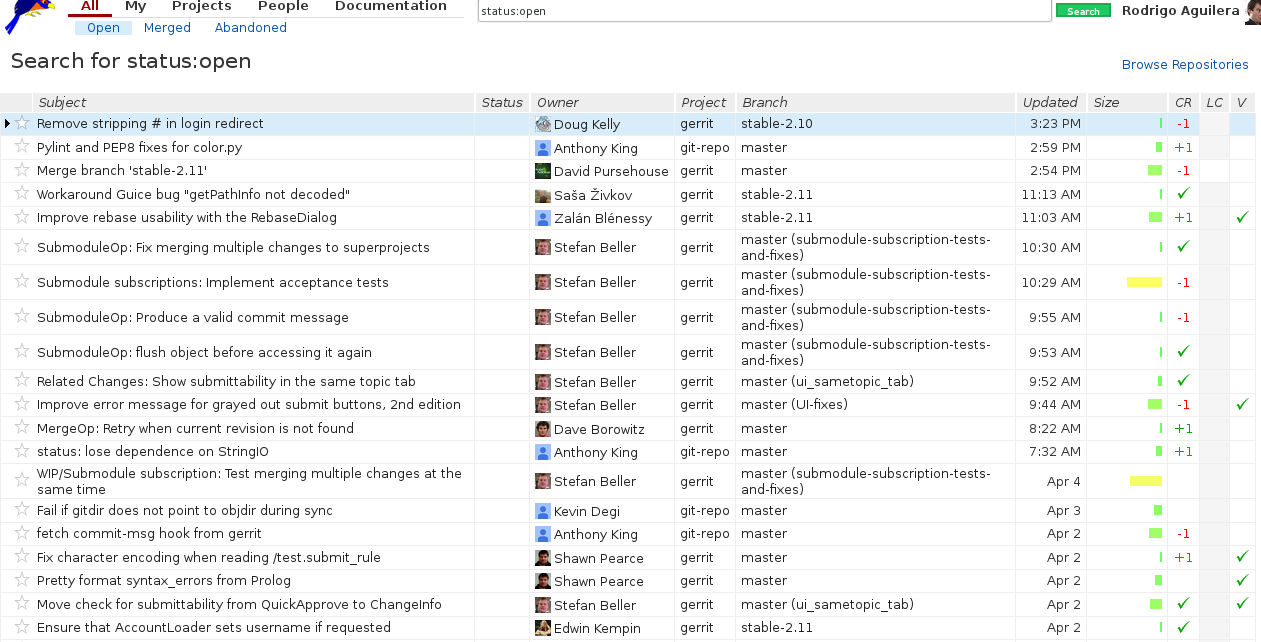 All My Projects People Documentation status:open Search Rodrigo Aguilera
Open Merged Abandoned
Search for status:open
Browse Repositories
Subject Status Owner Project Branch Updated Size CR LC V
Remove stripping # in login redirect Doug Kelly gerrit stable-2.10 3:23 PM -1
Pylint and PEP8 fixes for color.py Anthony King git-repo master 2:59 PM +1
Merge branch 'stable-2.11' David Pursehouse gerrit master 2:54 PM -1
Workaround Guice bug "getPathInfo not decoded" Saša Živkov gerrit stable-2.11 11:13 AM ✓
Improve rebase usability with the RebaseDialog Zalán Blénessy gerrit stable-2.11 11:03 AM +1 ✓
SubmoduleOp: Fix merging multiple changes to superprojects Stefan Beller gerrit master (submodule-subscription-tests-
and-fixes) 10:30 AM ✓
Submodule subscriptions: Implement acceptance tests Stefan Beller gerrit master (submodule-subscription-tests-
and-fixes) 10:29 AM -1
SubmoduleOp: Produce a valid commit message Stefan Beller gerrit master (submodule-subscription-tests-
and-fixes) 9:55 AM -1
SubmoduleOp: flush object before accessing it again Stefan Beller gerrit master (submodule-subscription-tests-
and-fixes) 9:53 AM ✓
Related Changes: Show submittability in the same topic tab Stefan Beller gerrit master (ui_sametopic_tab) 9:52 AM ✓
Improve error message for grayed out submit buttons, 2nd edition Stefan Beller gerrit master (UI-fixes) 9:44 AM -1 ✓
MergeOp: Retry when current revision is not found Dave Borowitz gerrit master 8:22 AM +1
status: lose dependence on StringIO Anthony King git-repo master 7:32 AM +1
WIP/Submodule subscription: Test merging multiple changes at the
same time Stefan Beller gerrit master (submodule-subscription-tests-
and-fixes) Apr 4
Fail if gitdir does not point to objdir during sync Kevin Degi git-repo master Apr 3
fetch commit-msg hook from gerrit Anthony King git-repo master Apr 2 -1
Fix character encoding when reading /test.submit_rule Shawn Pearce gerrit master Apr 2 +1 ✓
Pretty format syntax_errors from Prolog Shawn Pearce gerrit master Apr 2 ✓
Move check for submittability from QuickApprove to ChangeInfo Stefan Beller gerrit master (ui_sametopic_tab) Apr 2 ✓ ✓
Ensure that AccountLoader sets username if requested Edwin Kempin gerrit stable-2.11 Apr 2 ✓